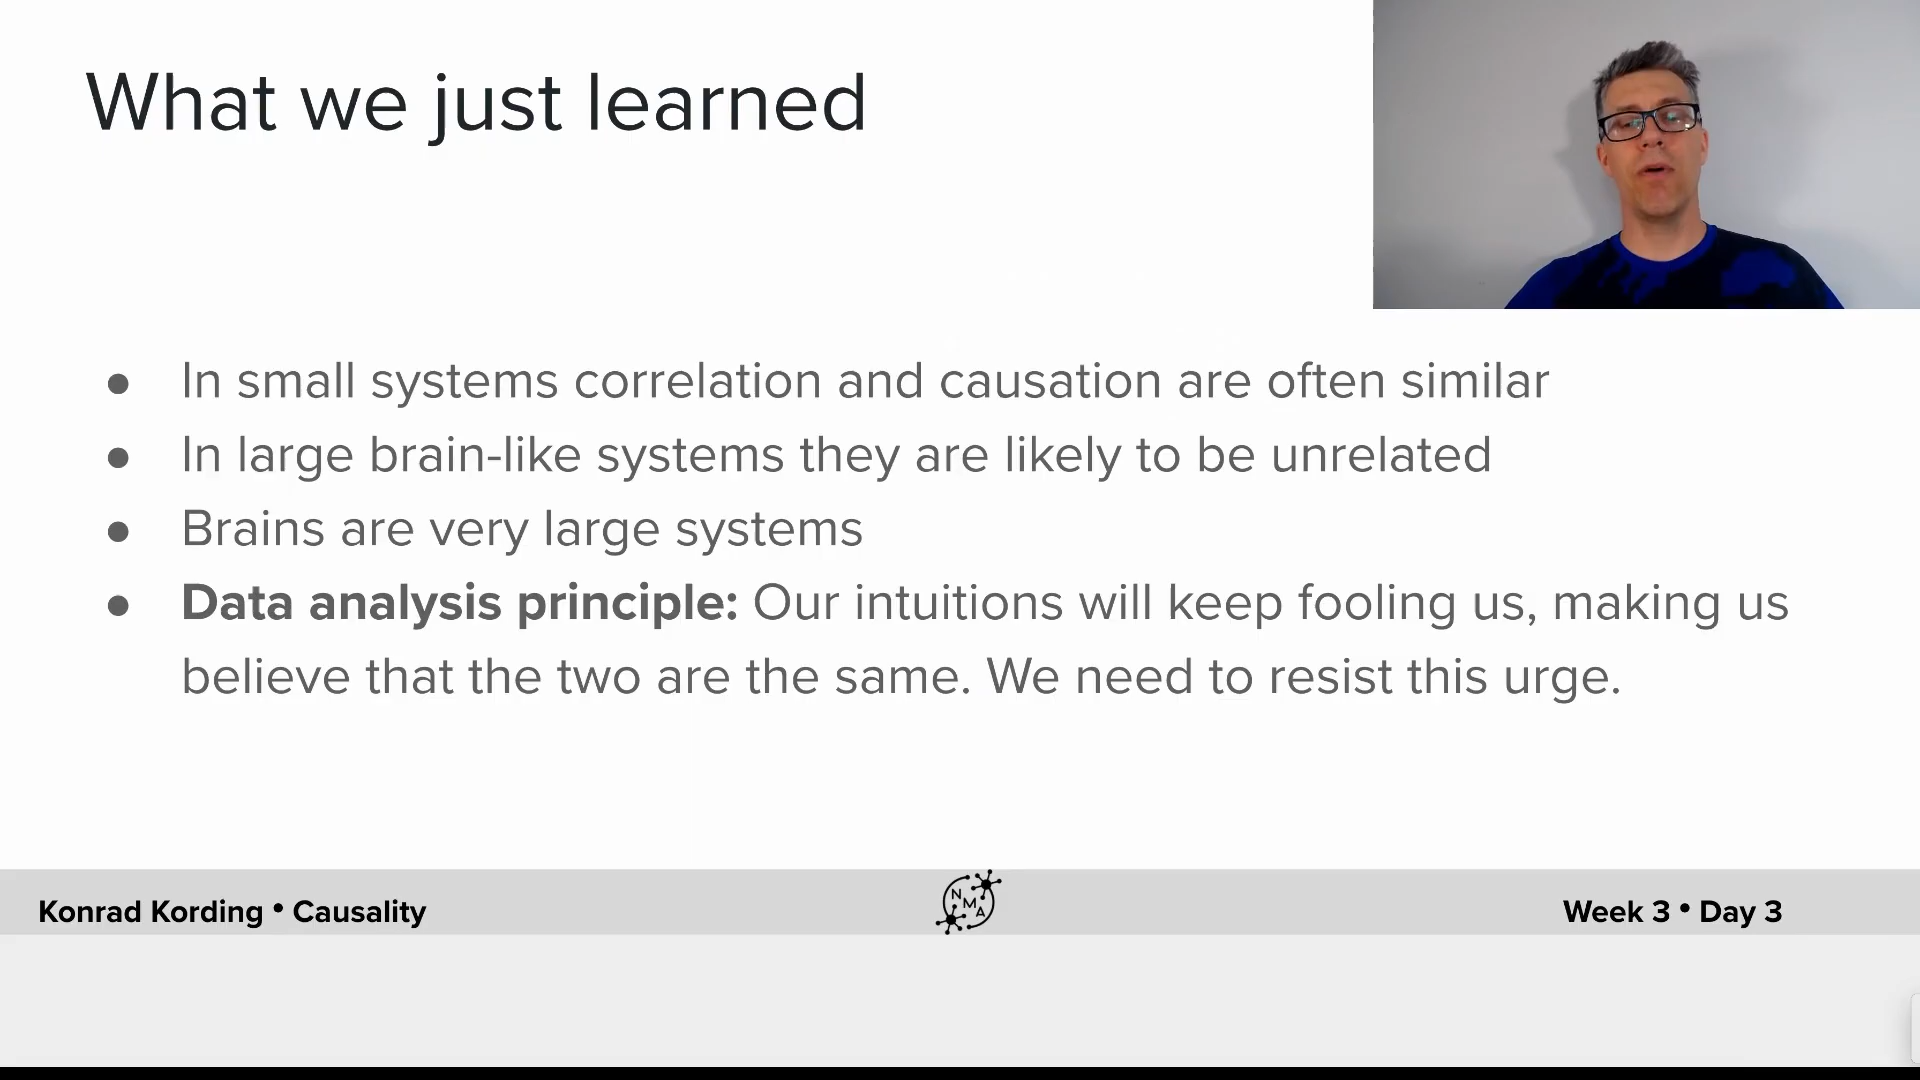 What we just learned
● In small systems correlation and causation are often similar
● In large brain-like systems they are likely to be unrelated
● Brains are very large systems
● Data analysis principle: Our intuitions will keep fooling us, making us
believe that the two are the same. We need to resist this urge.
Konrad Kording • Causality
NMA
Week 3 • Day 3